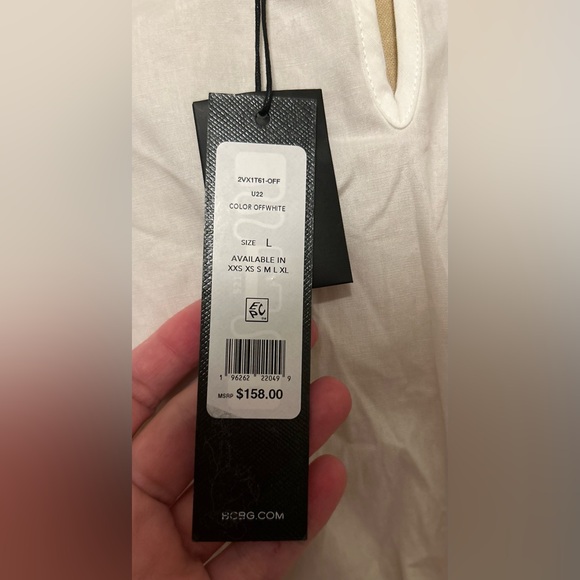 2VX1T61-OFF
U22
COLOR OFFWHITE
SIZE L
AVAILABLE IN
XXS XS S M L XL
1 96262 22049 9
MSRP $158.00
BCBG.COM